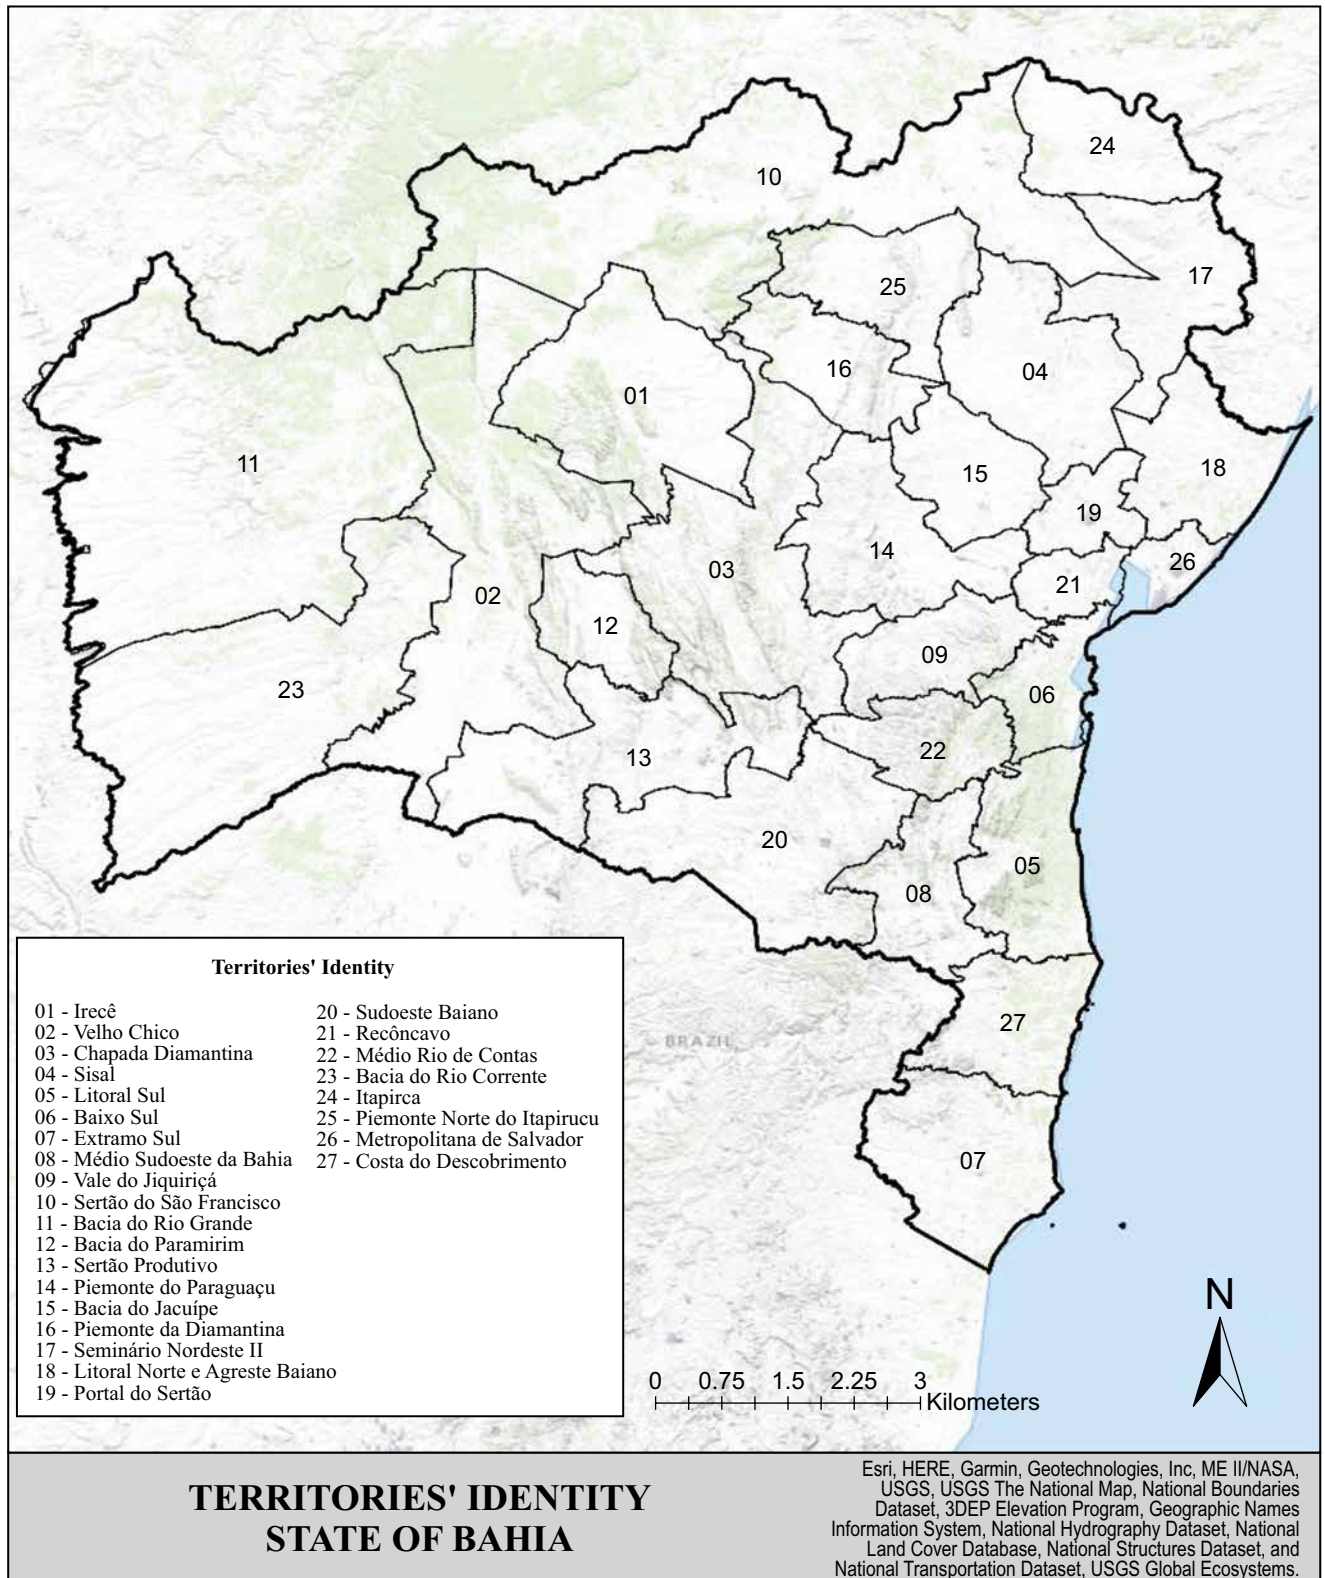 24
10
17
25
16
04
01
11
15
18
19
14
26
03
21
02
12
09
23
06
22
13
20
05
08
27
07
BRAZIL
Territories' Identity
01 - Irecê
02 - Velho Chico
03 - Chapada Diamantina
04 - Sisal
05 - Litoral Sul
06 - Baixo Sul
07 - Extramo Sul
08 - Médio Sudoeste da Bahia
09 - Vale do Jiquiriçá
10 - Sertão do São Francisco
11 - Bacia do Rio Grande
12 - Bacia do Paramirim
13 - Sertão Produtivo
14 - Piemonte do Paraguaçu
15 - Bacia do Jacuípe
16 - Piemonte da Diamantina
17 - Seminário Nordeste II
18 - Litoral Norte e Agreste Baiano
19 - Portal do Sertão
20 - Sudoeste Baiano
21 - Recôncavo
22 - Médio Rio de Contas
23 - Bacia do Rio Corrente
24 - Itapirca
25 - Piemonte Norte do Itapirucu
26 - Metropolitana de Salvador
27 - Costa do Descobrimento
N
0 0.75 1.5 2.25 3
Kilometers
TERRITORIES' IDENTITY
STATE OF BAHIA
Esri, HERE, Garmin, Geotechnologies, Inc, ME II/NASA,
USGS, USGS The National Map, National Boundaries
Dataset, 3DEP Elevation Program, Geographic Names
Information System, National Hydrography Dataset, National
Land Cover Database, National Structures Dataset, and
National Transportation Dataset, USGS Global Ecosystems.